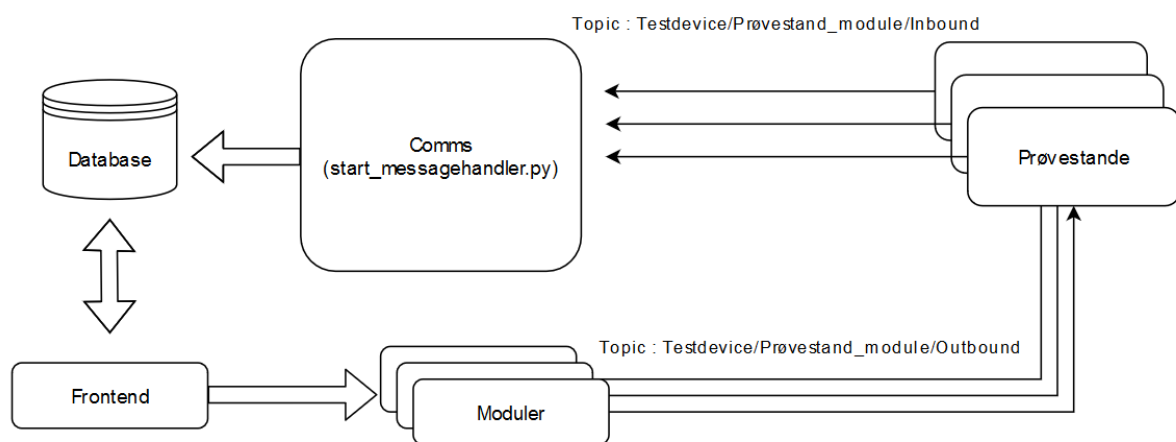 Topic : Testdevice/Prøvestand_module/Inbound
Database
Comms
(start_messagehandler.py)
Prøvestande
Topic : Testdevice/Prøvestand_module/Outbound
Frontend
Moduler